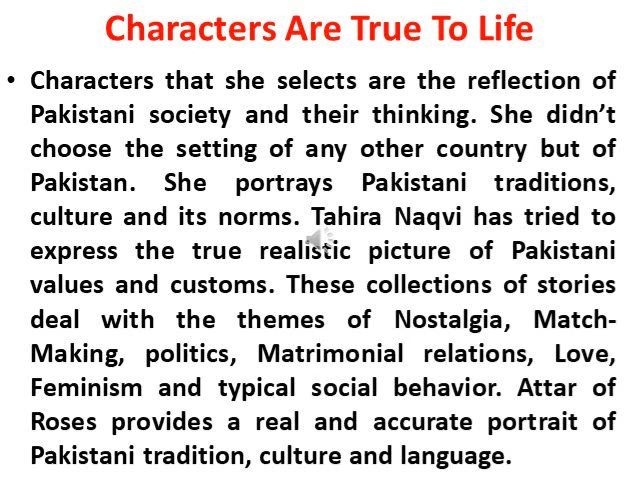 Characters Are True To Life
• Characters that she selects are the reflection of
Pakistani society and their thinking. She didn’t
choose the setting of any other country but of
Pakistan. She portrays Pakistani traditions,
culture and its norms. Tahira Naqvi has tried to
express the true realistic picture of Pakistani
values and customs. These collections of stories
deal with the themes of Nostalgia, Match-
Making, politics, Matrimonial relations, Love,
Feminism and typical social behavior. Attar of
Roses provides a real and accurate portrait of
Pakistani tradition, culture and language.